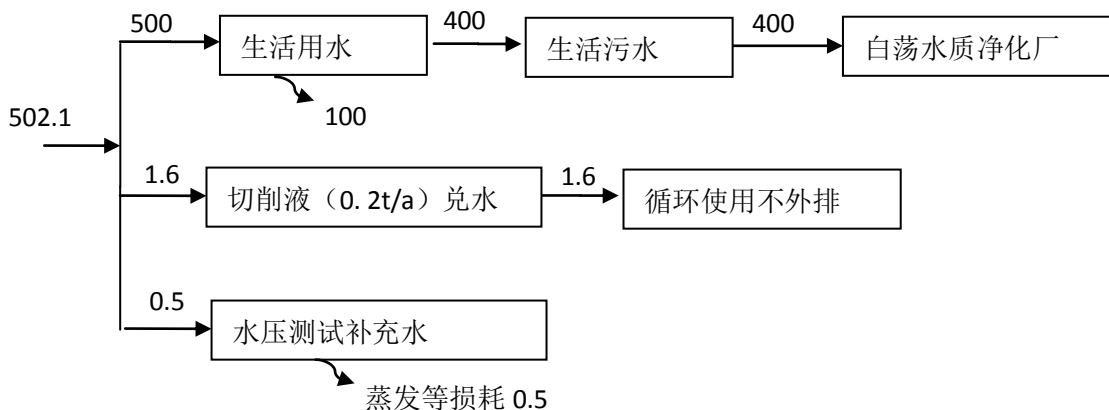 500
生活用水
400
生活污水
400
白荡水质净化厂
100
502.1
1.6
切削液（0.2t/a）兑水
1.6
循环使用不外排
0.5
水压测试补充水
蒸发等损耗 0.5